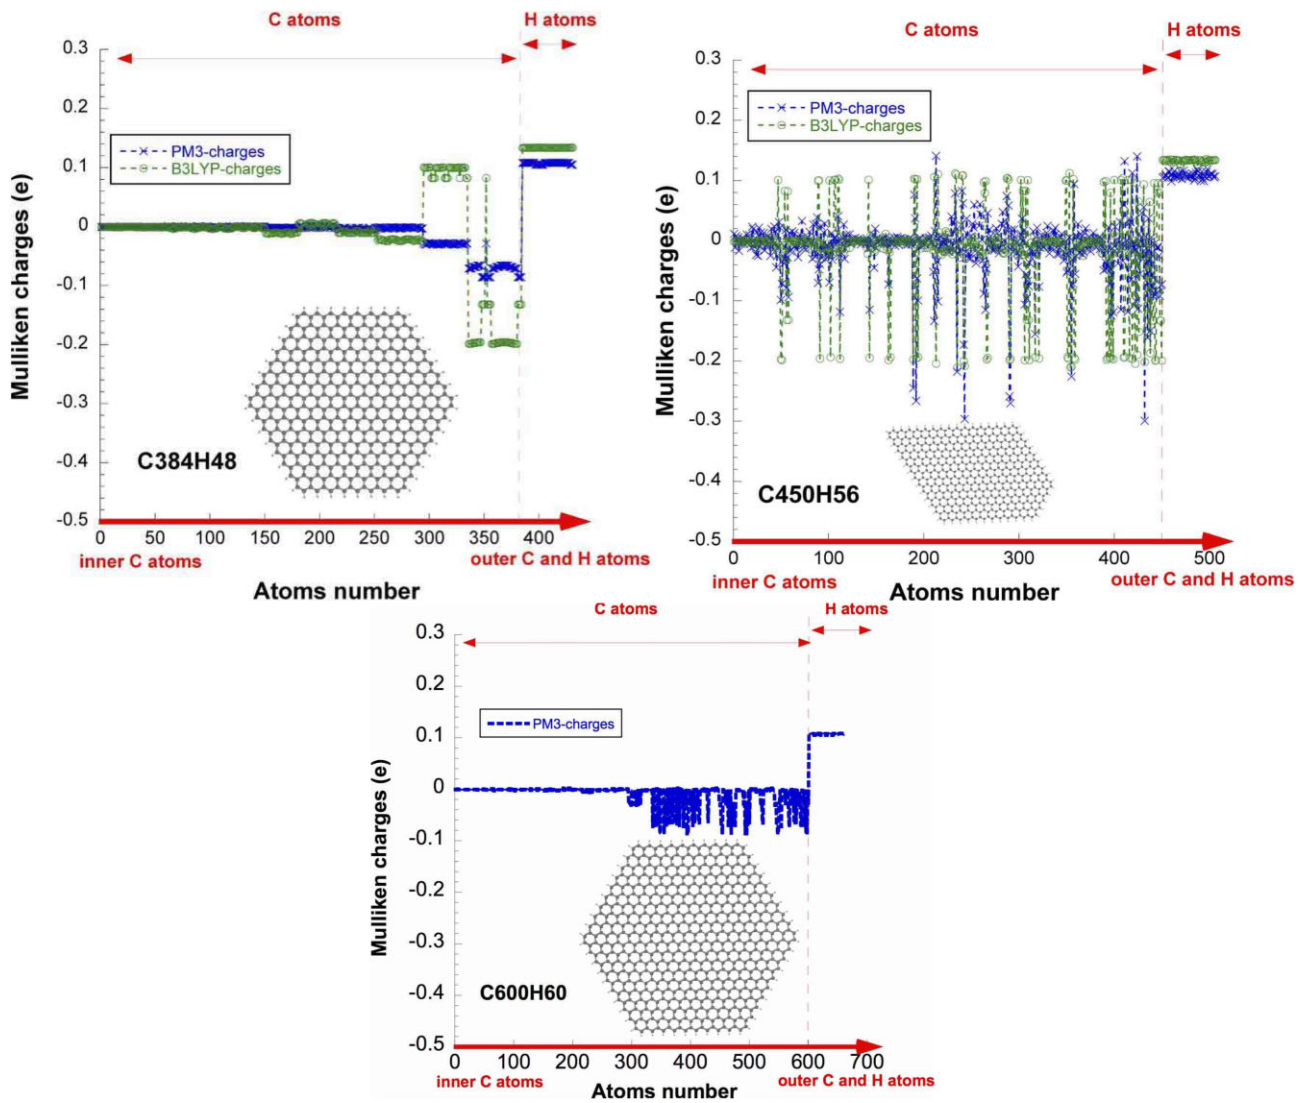 C atoms
H atoms
0.3
0.2
0.1
0
-0.1
-0.2
-0.3
-0.4
-0.5
Mulliken charges (e)
PM3-charges
B3LYP-charges
C384H48
0 50 100 150 200 250 300 350 400
inner C atoms
outer C and H atoms
Atoms number
C atoms
H atoms
0.3
0.2
0.1
0
-0.1
-0.2
-0.3
-0.4
-0.5
Mulliken charges (e)
PM3-charges
B3LYP-charges
C450H56
0 100 200 300 400 500
inner C atoms
outer C and H atoms
Atoms number
C atoms
H atoms
0.3
0.2
0.1
0
-0.1
-0.2
-0.3
-0.4
-0.5
Mulliken charges (e)
PM3-charges
C600H60
0 100 200 300 400 500 600 700
inner C atoms
outer C and H atoms
Atoms number